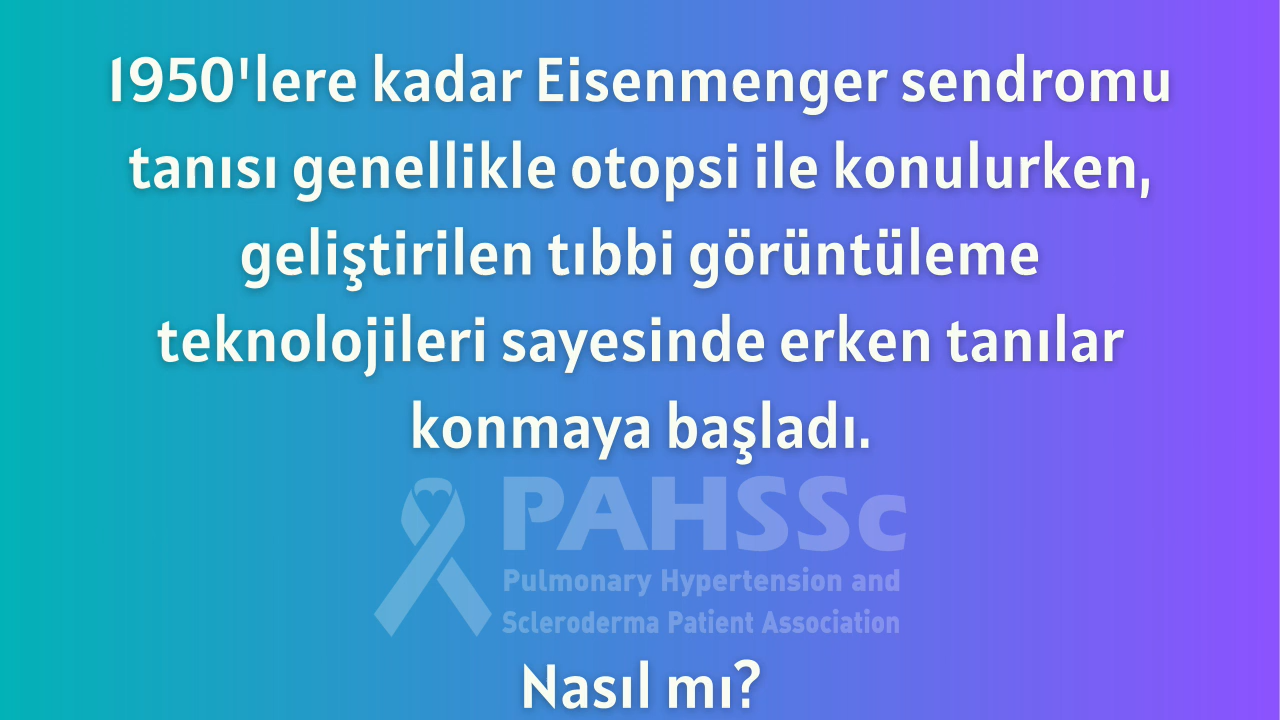 1950'lere kadar Eisenmenger sendromu
tanısı genellikle otopsi ile konulurken,
geliştirilen tıbbi görüntüleme
teknolojileri sayesinde erken tanılar
konmaya başladı.
PAHSSc
Pulmonary Hypertension and
Scleroderma Patient Association
Nasıl mı?